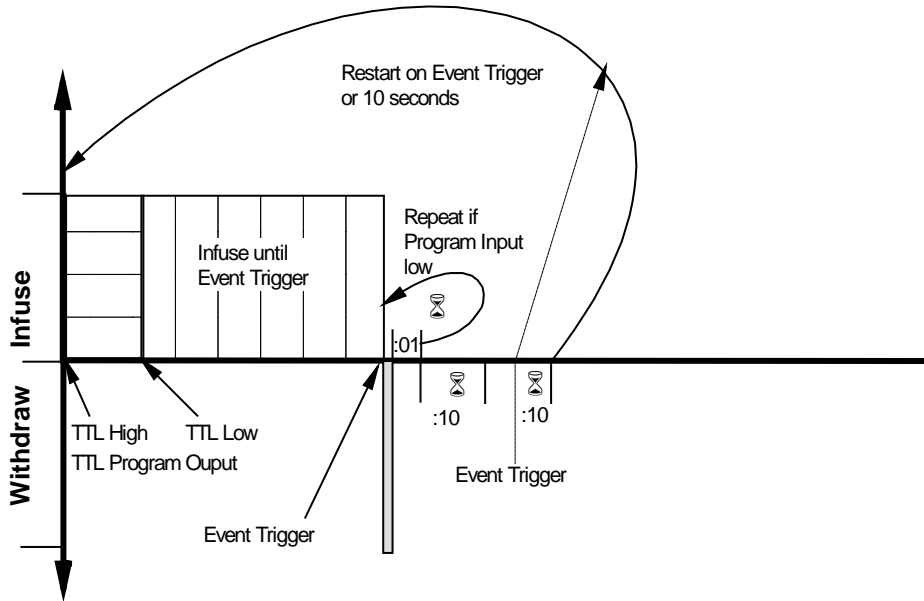 Restart on Event Trigger
or 10 seconds
Repeat if
Program Input
low
Infuse until
Event Trigger
Infuse
:01
:10
:10
Withdraw
TTL High
TTL Low
TTL Program Ouput
Event Trigger
Event Trigger